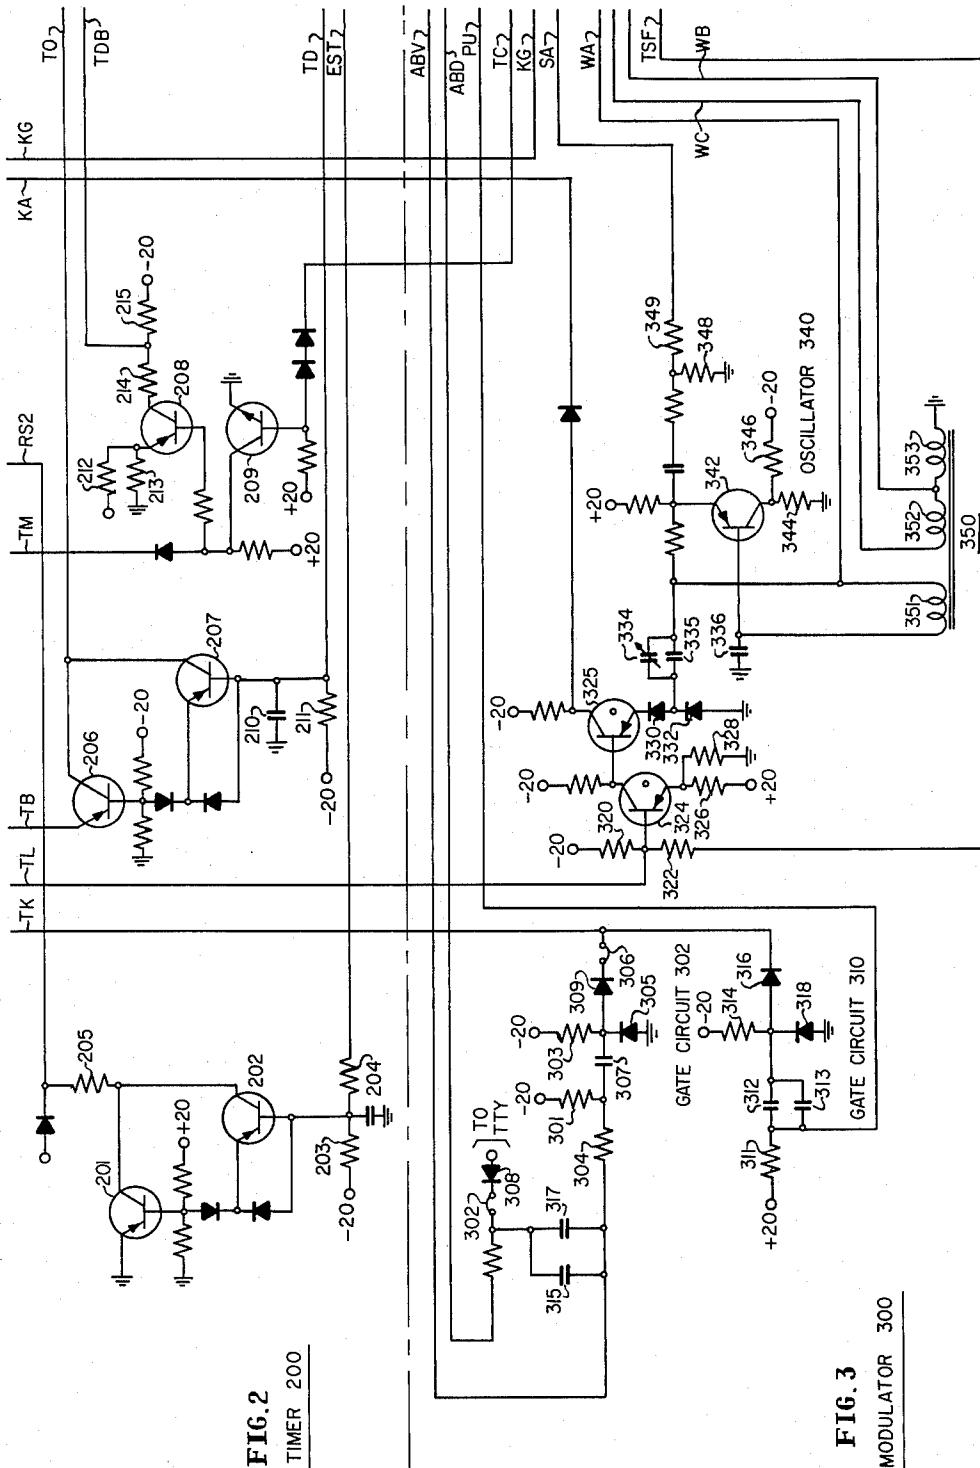 TO
TDB
TD
EST
ABV
ABD
PU
TC
KG
SA
WA
TSF
WB
WC
KG
KA
RS2
TM
TB
TL
TK
-20
215
214
208
212
213
209
+20
+20
207
206
-20
210
211
-20
205
202
201
+20
204
203
-20
FIG.2
TIMER 200
349
348
OSCILLATOR 340
+20
-20
346
342
344
353
352
350
351
334
335
336
325
-20
330
332
328
-20
320
324
326
+20
-20
322
306
309
305
-20
303
307
-20
301
304
GATE CIRCUIT 302
TO
TTY
308
302
317
315
316
-20
314
318
312
313
GATE CIRCUIT 310
311
+20
FIG.3
MODULATOR 300